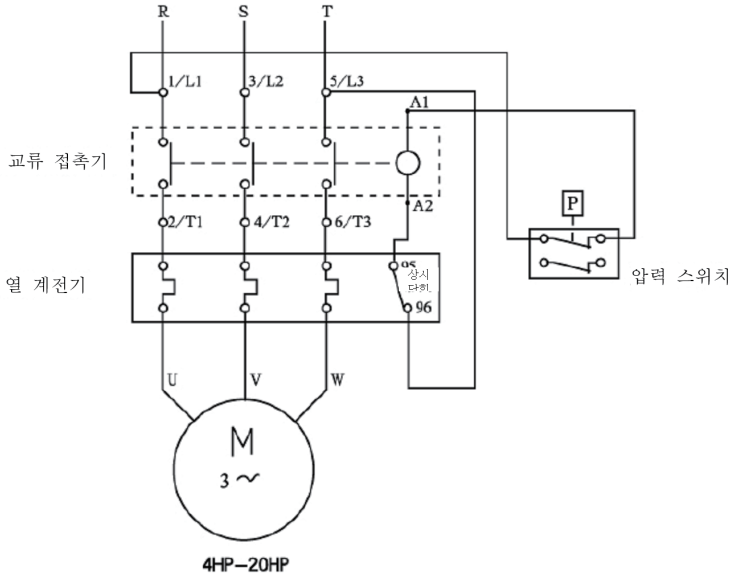 R S T
1/L1 3/L2 5/L3
A1
교류 접촉기
P
A2
2/T1 4/T2 6/T3
압력 스위치
열 계전기
95
상시
단힘
96
U V W
M
3 ~
4HP-20HP